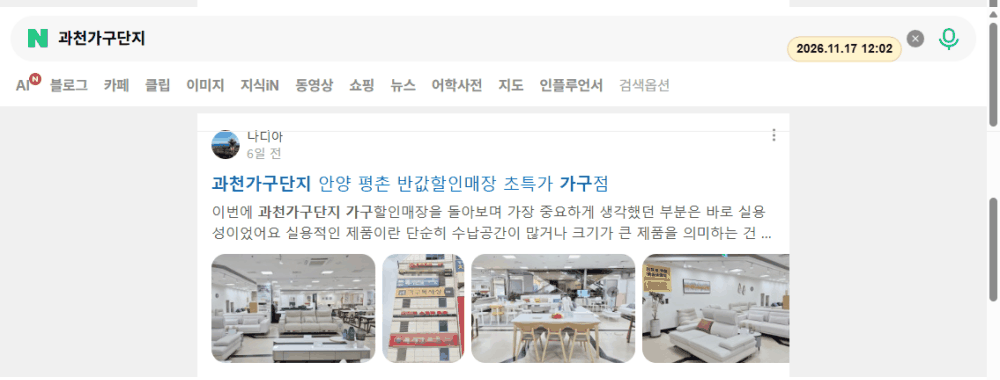 N 과천가구단지
2026.11.17 12:02
AI N 블로그 카페 클립 이미지 지식iN 동영상 쇼핑 뉴스 어학사전 지도 인플루언서 검색옵션
나디아
6일 전
과천가구단지 안양 평촌 반값할인매장 초특가 가구점
이번에 과천가구단지 가구할인매장을 돌아보며 가장 중요하게 생각했던 부분은 바로 실용
성이었어요 실용적인 제품이란 단순히 수납공간이 많거나 크기가 큰 제품을 의미하는 건 ...